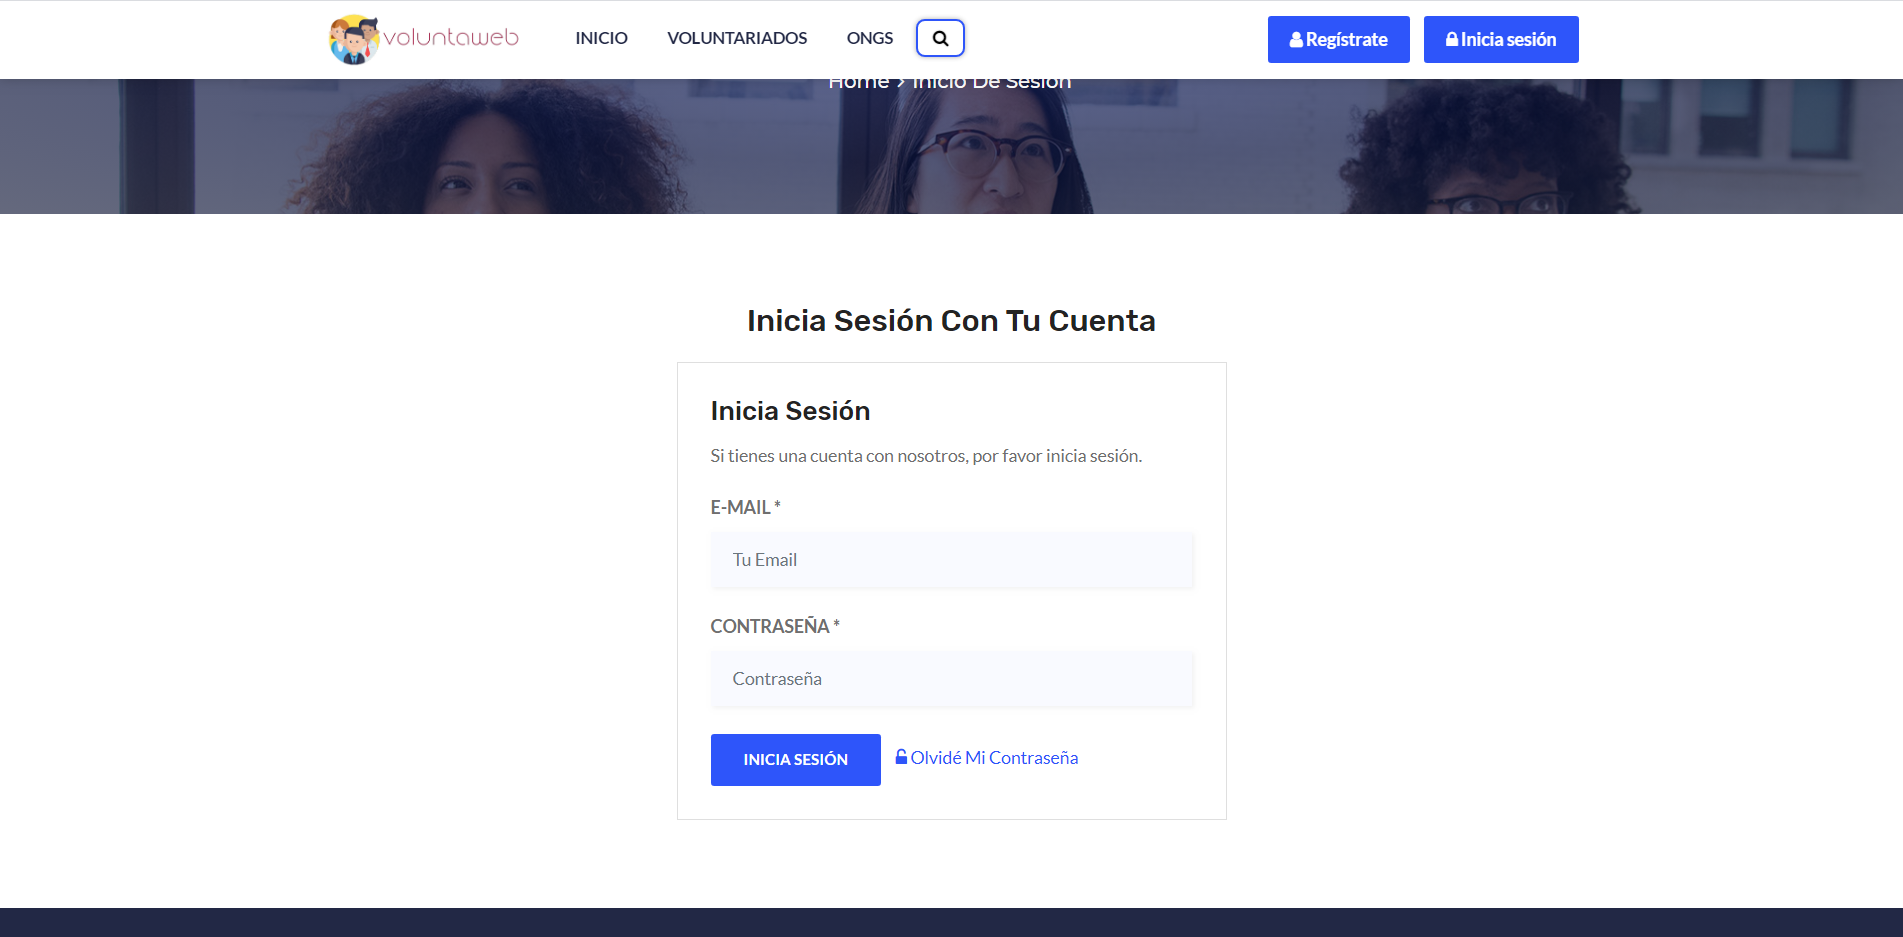 voluntaweb
INICIO
VOLUNTARIADOS
ONGS
Regístrate
Inicia sesión
Home > Inicio De Sesión
Inicia Sesión Con Tu Cuenta
Inicia Sesión
Si tienes una cuenta con nosotros, por favor inicia sesión.
E-MAIL *
Tu Email
CONTRASEÑA *
Contraseña
INICIA SESIÓN
Olvidé Mi Contraseña